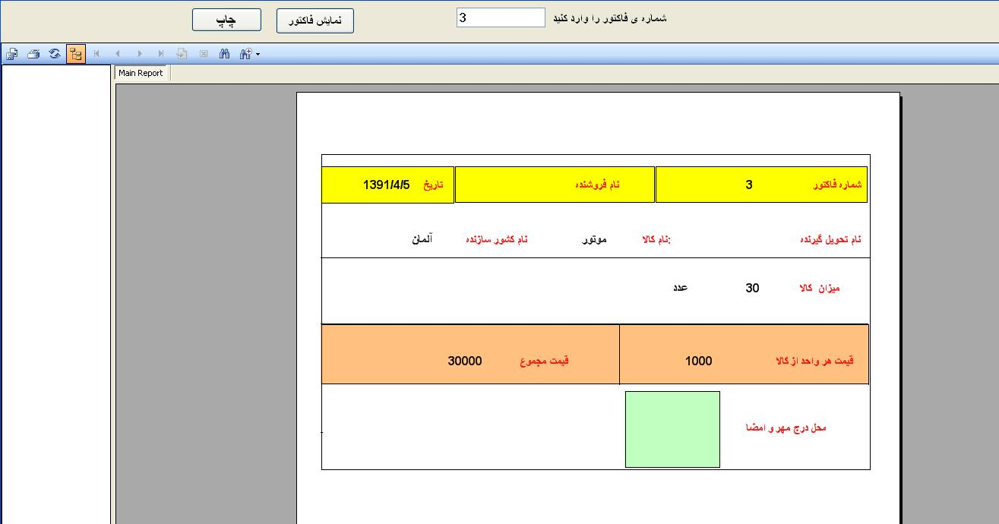 شماره ی فاکتور را وارد کنید 3 نمایش فاکتور چاپ
Main Report
شماره فاکتور 3 نام فروشنده تاریخ 1391/4/5
نام تحویل گیرنده نام کالا: موتور نام کشور سازنده آلمان
میزان کالا 30 عدد
قیمت هر واحد از کالا 1000 قیمت مجموع 30000
محل درج مهر و امضا